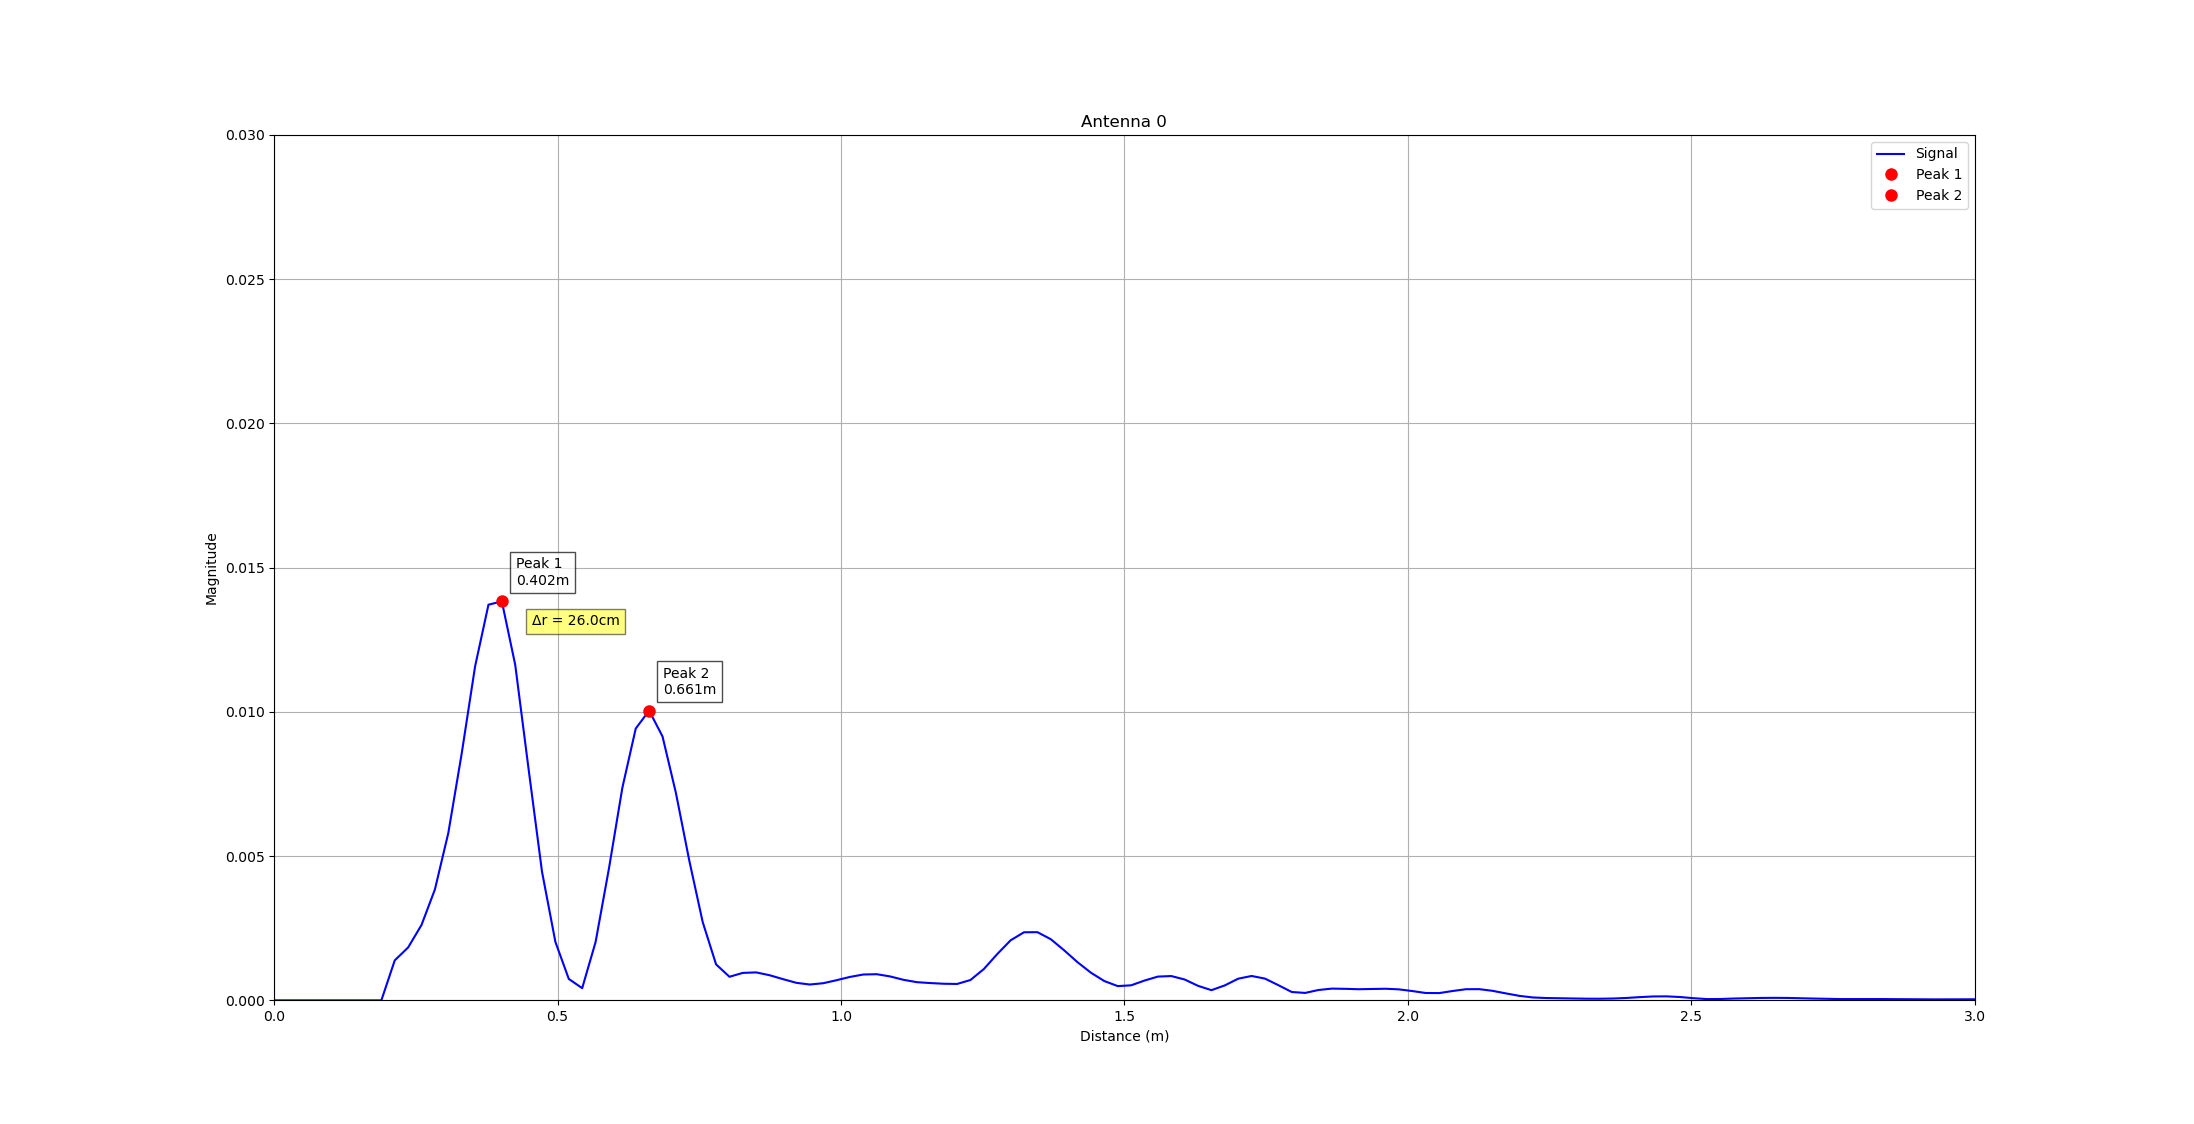 Antenna 0
0.030
0.025
0.020
0.015
0.010
0.005
0.000
Magnitude
Signal
Peak 1
Peak 2
Peak 1
0.402m
Δr = 26.0cm
Peak 2
0.661m
0.0 0.5 1.0 1.5 2.0 2.5 3.0
Distance (m)